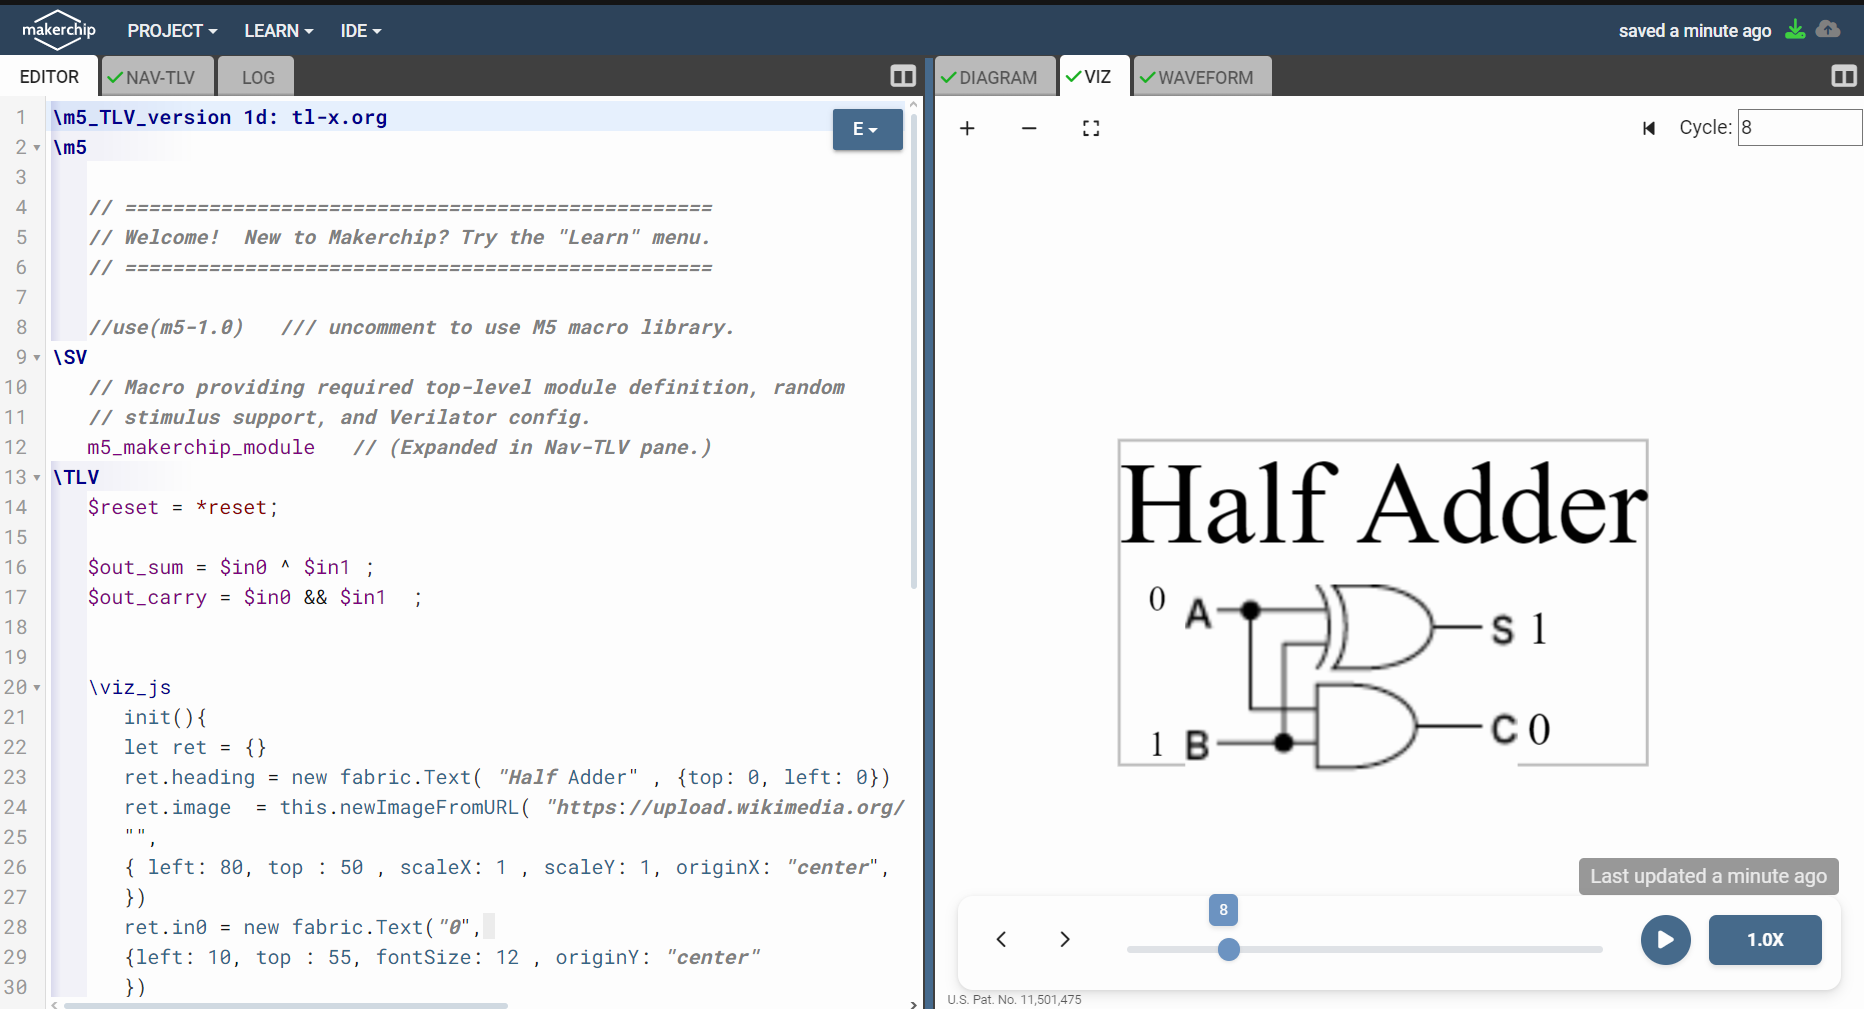 makerchip PROJECT LEARN IDE saved a minute ago
EDITOR NAV-TLV LOG
1 \m5_TLV_version 1d: tl-x.org
E
2 \m5
3
4 // =================================================
5 // Welcome!  New to Makerchip? Try the "Learn" menu.
6 // =================================================
7
8 //use(m5-1.0)   /// uncomment to use M5 macro library.
9 \SV
10 // Macro providing required top-level module definition, random
11 // stimulus support, and Verilator config.
12 m5_makerchip_module   // (Expanded in Nav-TLV pane.)
13 \TLV
14 $reset = *reset;
15
16 $out_sum = $in0 ^ $in1 ;
17 $out_carry = $in0 && $in1  ;
18
19
20 \viz_js
21 init(){
22 let ret = {}
23 ret.heading = new fabric.Text( "Half Adder" , {top: 0, left: 0})
24 ret.image  = this.newImageFromURL( "https://upload.wikimedia.org/
25 "",
26 { left: 80, top : 50 , scaleX: 1 , scaleY: 1, originX: "center",
27 })
28 ret.in0 = new fabric.Text("0",
29 {left: 10, top : 55, fontSize: 12 , originY: "center"
30 })
DIAGRAM VIZ WAVEFORM
Cycle: 8
Half Adder
0 A S 1
1 B C 0
Last updated a minute ago
8
1.0X
U.S. Pat. No. 11,501,475